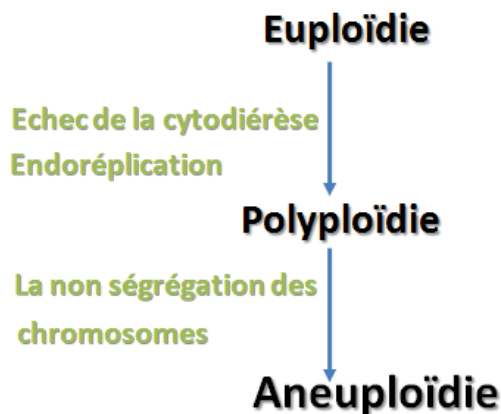 Euploïdie
Echec de la cytodiérèse
Endoréplication
Polyploïdie
La non ségrégation des
chromosomes
Aneuploïdie